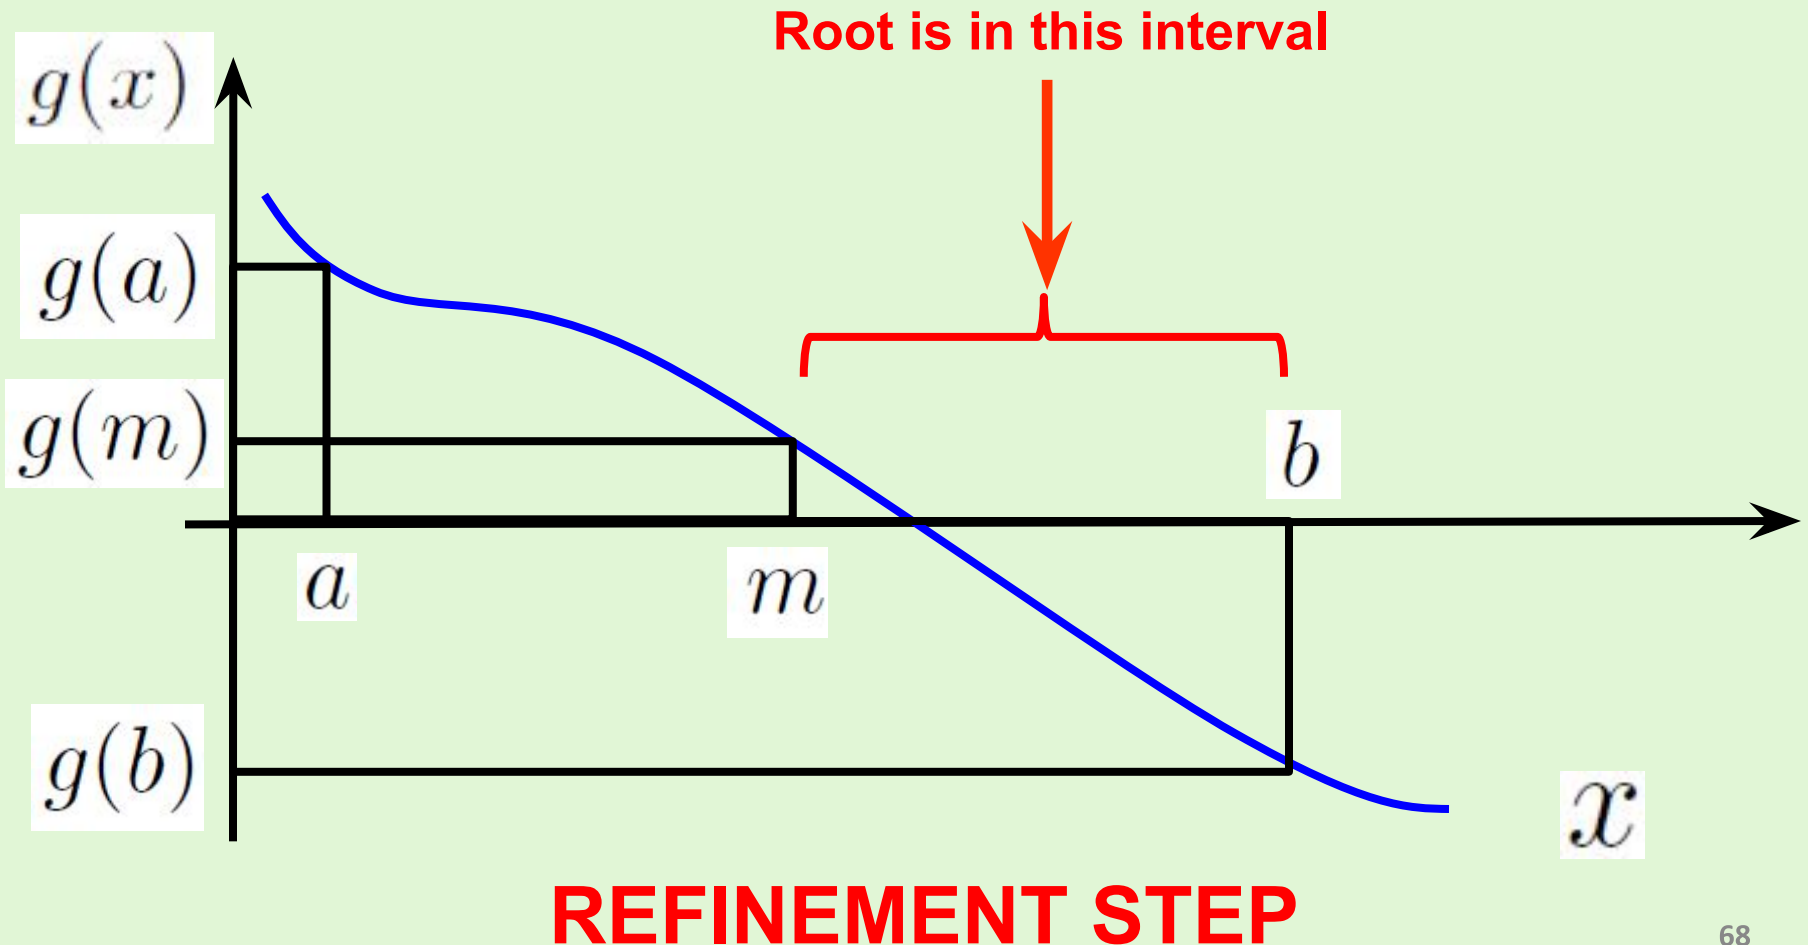 Root is in this interval
g(x)
g(a)
g(m)
b
a
m
g(b)
x
REFINEMENT STEP
68